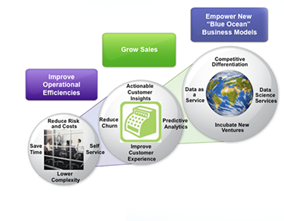 Empower New
"Blue Ocean"
Business Models
Grow Sales
Improve
Operational
Efficiencies
Competitive
Differentiation
Data as a
Service
Data
Science
Services
Incubate New
Ventures
Actionable
Customer
Insights
Reduce
Churn
Predictive
Analytics
Improve
Customer
Experience
Reduce Risk
and Costs
Save
Time
Self
Service
Lower
Complexity